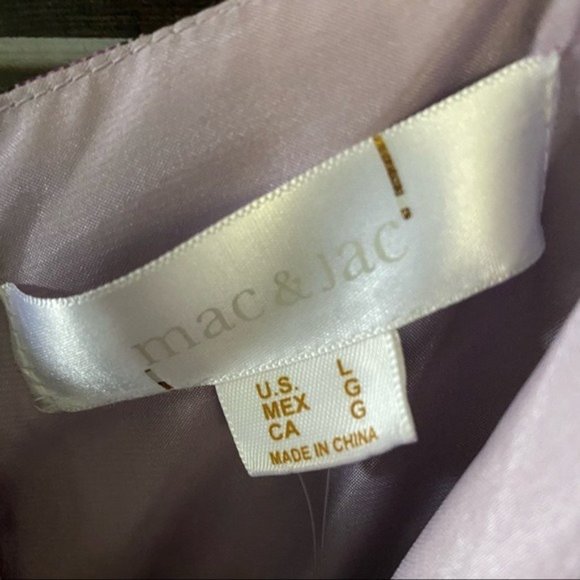 mac & jac
U.S. L
MEX G
CA G
MADE IN CHINA